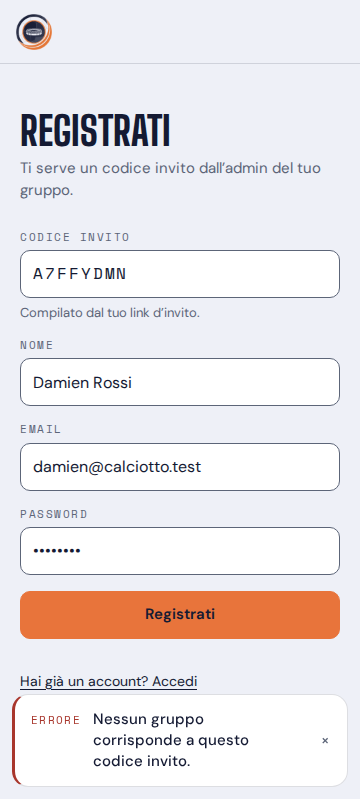 REGISTRATI
Ti serve un codice invito dall'admin del tuo
gruppo.
CODICE INVITO
A7FFYDMN
Compilato dal tuo link d'invito.
NOME
Damien Rossi
EMAIL
damien@calciotto.test
PASSWORD
••••••••
Registrati
Hai già un account? Accedi
ERRORE
Nessun gruppo
corrisponde a questo
codice invito.
×